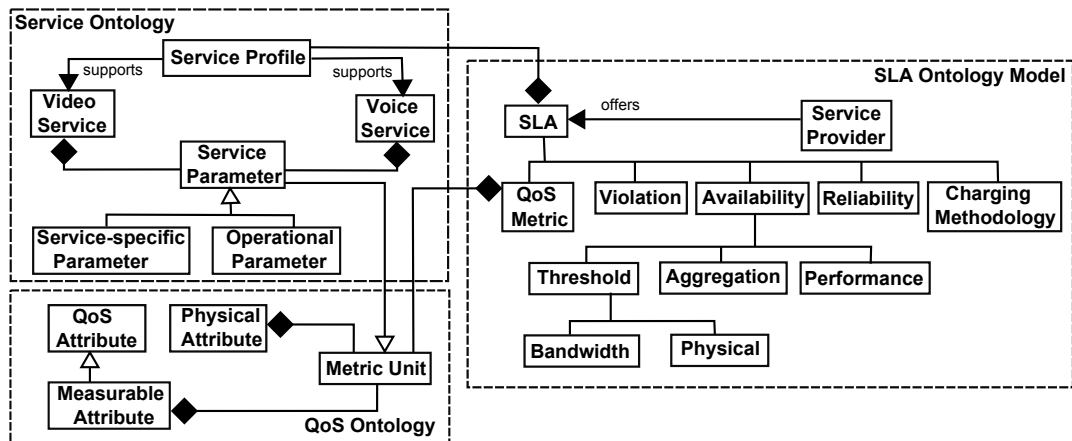 Service Ontology
Service Profile
supports
supports
Video
Service
Voice
Service
Service
Parameter
Service-specific
Parameter
Operational
Parameter
SLA Ontology Model
SLA
offers
Service
Provider
QoS
Metric
Violation
Availability
Reliability
Charging
Methodology
Threshold
Aggregation
Performance
Bandwidth
Physical
QoS
Attribute
Physical
Attribute
Metric Unit
Measurable
Attribute
QoS Ontology